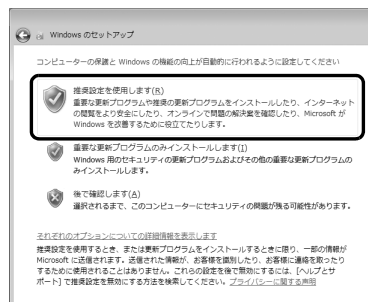 Windows のセットアップ
コンピューターの保護と Windows の機能の向上が自動的に行われるように設定してください
推奨設定を使用します(R)
重要な更新プログラムや推奨の更新プログラムをインストールしたり、インターネット
の閲覧をより安全にしたり、オンラインで問題の解決策を確認したり、Microsoft が
Windows を改善するために役立てたりします。
重要な更新プログラムのみインストールします(I)
Windows 用のセキュリティの更新プログラムおよびその他の重要な更新プログラムの
みインストールします。
後で確認します(A)
選択されるまで、このコンピューターにセキュリティの問題が残る可能性があります。
それぞれのオプションについての詳細情報を表示します
推奨設定を使用するとき、または更新プログラムをインストールするときに限り、一部の情報が
Microsoft に送信されます。送信された情報が、お客様を識別したり、お客様に連絡を取ったり
するために使用されることはありません。これらの設定を後で無効にするには、[ヘルプとサ
ポート] で推奨設定を無効にする方法を検索してください。プライバシーに関する声明